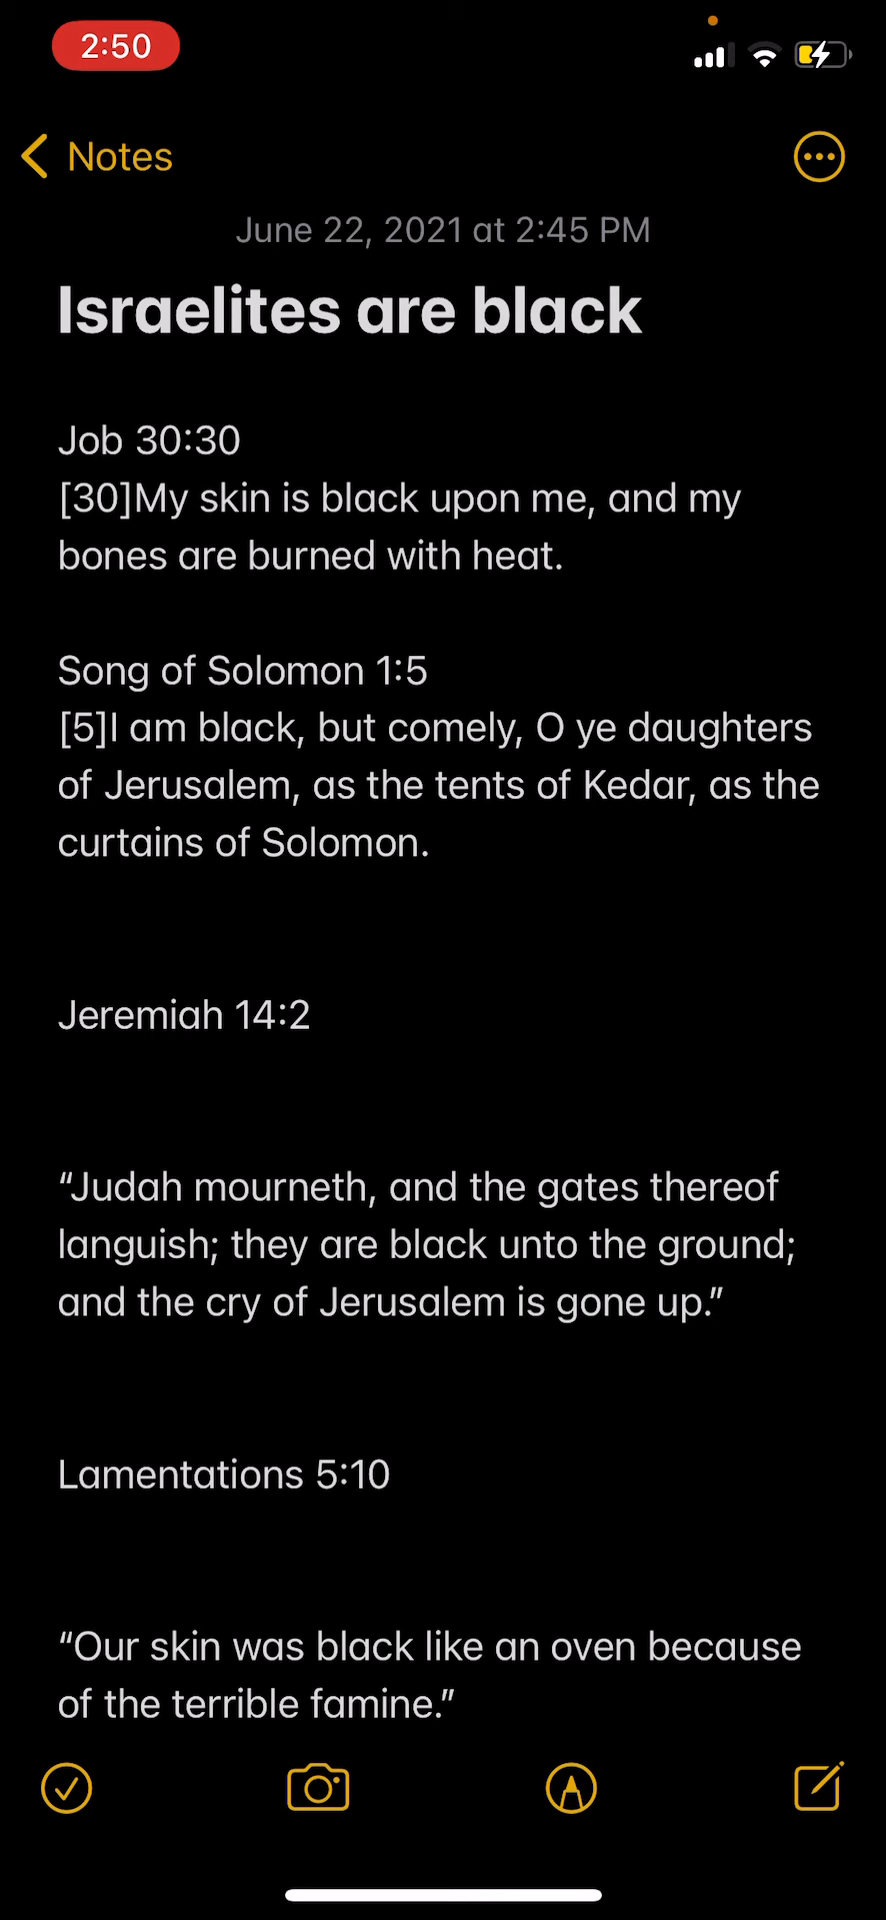 2:50
Notes
June 22, 2021 at 2:45 PM
Israelites are black
Job 30:30
[30]My skin is black upon me, and my
bones are burned with heat.
Song of Solomon 1:5
[5]I am black, but comely, O ye daughters
of Jerusalem, as the tents of Kedar, as the
curtains of Solomon.
Jeremiah 14:2
“Judah mourneth, and the gates thereof
languish; they are black unto the ground;
and the cry of Jerusalem is gone up.”
Lamentations 5:10
“Our skin was black like an oven because
of the terrible famine.”